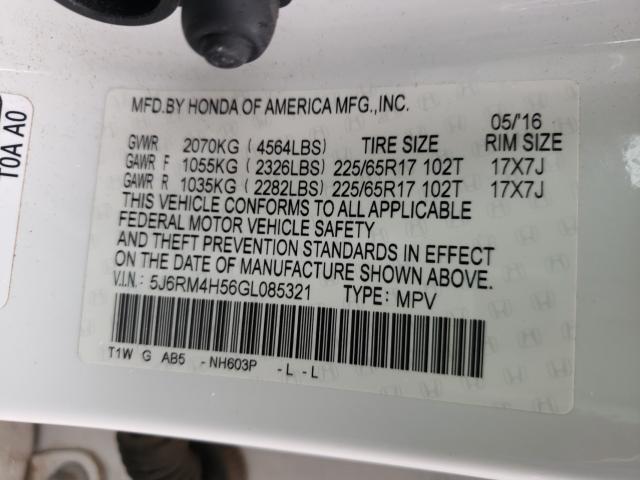 MFD.BY HONDA OF AMERICA MFG.,INC.
05/'16
GVWR 2070KG ( 4564LBS) TIRE SIZE RIM SIZE
GAWR F 1055KG ( 2326LBS) 225/65R17 102T 17X7J
GAWR R 1035KG ( 2282LBS) 225/65R17 102T 17X7J
THIS VEHICLE CONFORMS TO ALL APPLICABLE
FEDERAL MOTOR VEHICLE SAFETY
AND THEFT PREVENTION STANDARDS IN EFFECT
ON THE DATE OF MANUFACTURE SHOWN ABOVE.
V.I.N.: 5J6RM4H56GL085321 TYPE: MPV
T1W G AB5 -NH603P -L -L
T0A A0